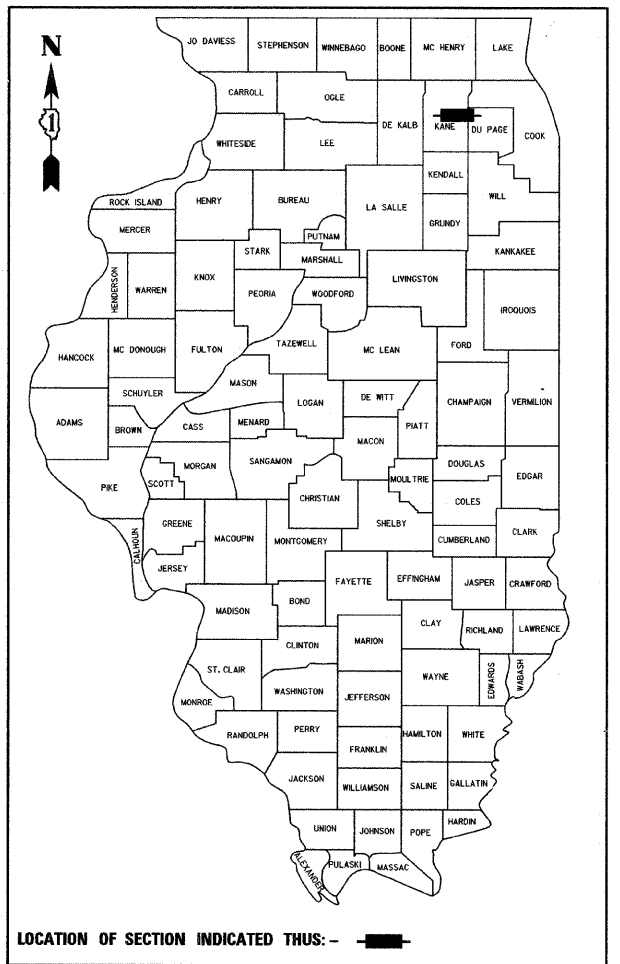 N
1
JO DAVIESS
STEPHENSON
WINNEBAGO
BOONE
MC HENRY
LAKE
CARROLL
OGLE
DE KALB
KANE
DU PAGE
COOK
WHITESIDE
LEE
KENDALL
WILL
ROCK ISLAND
HENRY
BUREAU
LA SALLE
GRUNDY
MERCER
PUTNAM
STARK
MARSHALL
KANKAKEE
HENDERSON
WARREN
KNOX
PEORIA
WOODFORD
LIVINGSTON
IROQUOIS
HANCOCK
MC DONOUGH
FULTON
TAZEWELL
MC LEAN
FORD
SCHUYLER
MASON
LOGAN
DE WITT
CHAMPAIGN
VERMILION
ADAMS
BROWN
CASS
MENARD
MACON
PIATT
PIKE
SCOTT
MORGAN
SANGAMON
CHRISTIAN
MOULTRIE
DOUGLAS
EDGAR
COLES
CALHOUN
GREENE
MACOUPIN
MONTGOMERY
SHELBY
CUMBERLAND
CLARK
JERSEY
FAYETTE
EFFINGHAM
JASPER
CRAWFORD
MADISON
BOND
CLAY
RICHLAND
LAWRENCE
CLINTON
MARION
ST. CLAIR
WASHINGTON
WAYNE
EDWARDS
WABASH
MONROE
JEFFERSON
RANDOLPH
PERRY
HAMILTON
WHITE
FRANKLIN
JACKSON
WILLIAMSON
SALINE
GALLATIN
UNION
JOHNSON
POPE
HARDIN
ALEXANDER
PULASKI
MASSAC
LOCATION OF SECTION INDICATED THUS: –